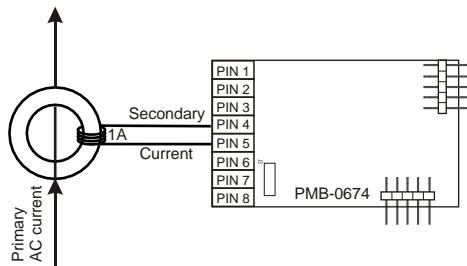 PIN 1
PIN 2
Secondary
PIN 3
PIN 4
1A
PIN 5
Current
PIN 6
PIN 7
PMB-0674
PIN 8
Primary
AC current